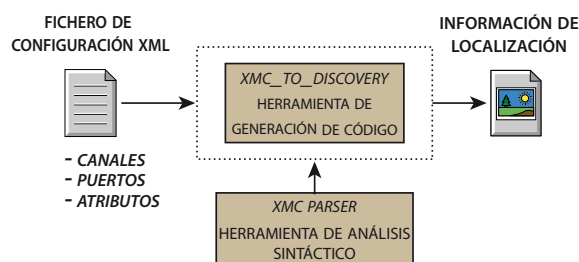 FICHERO DE
CONFIGURACIÓN XML
INFORMACIÓN DE
LOCALIZACIÓN
XMC_TO_DISCOVERY
HERRAMIENTA DE
GENERACIÓN DE CÓDIGO
- CANALES
- PUERTOS
- ATRIBUTOS
XMC PARSER
HERRAMIENTA DE ANÁLISIS
SINTÁCTICO